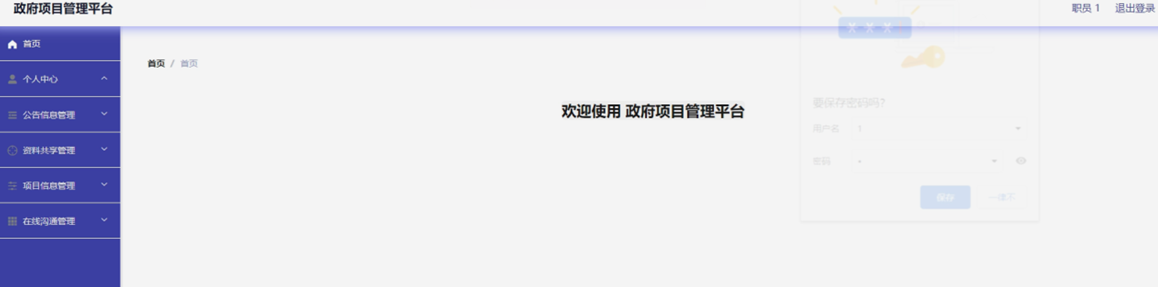 政府项目管理平台
职员 1 退出登录
首页
个人中心
公告信息管理
资料共享管理
项目信息管理
在线沟通管理
首页 / 首页
欢迎使用 政府项目管理平台
要保存密码吗?
用户名 1
密码
保存
一律不